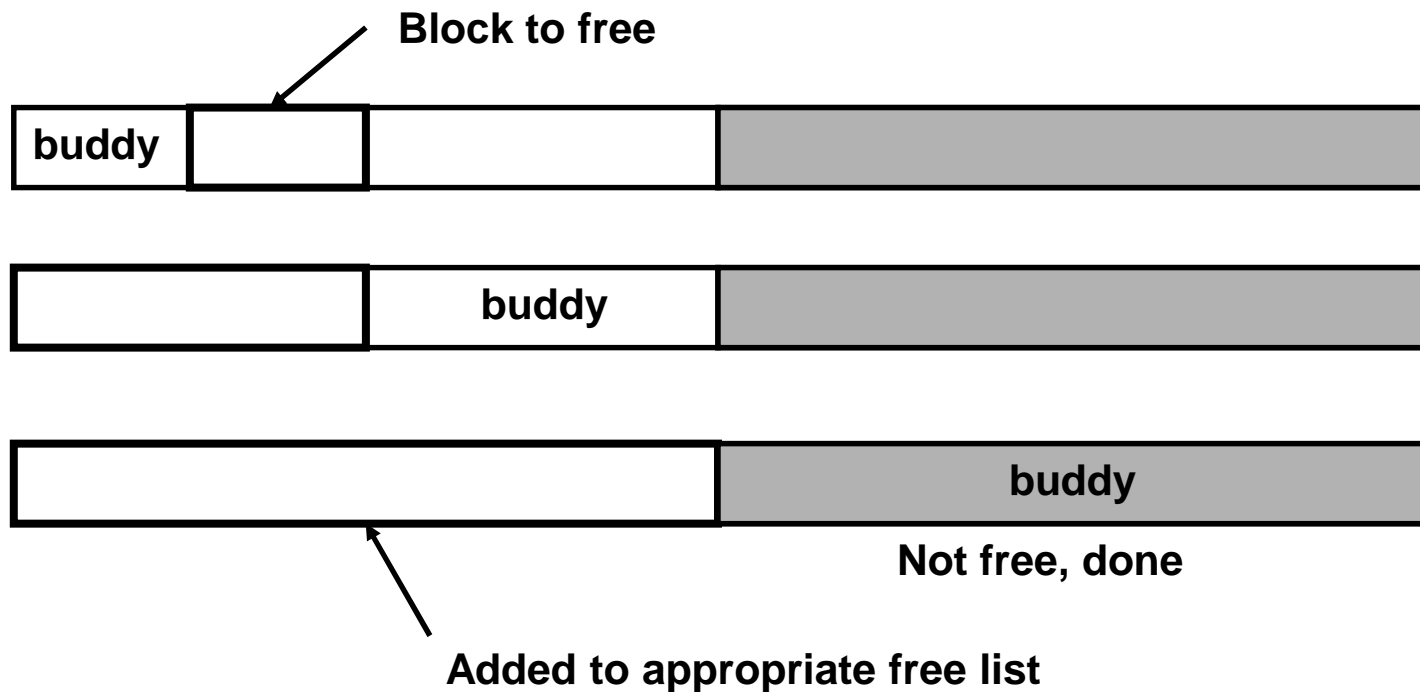 Block to free
buddy
buddy
buddy
Not free, done
Added to appropriate free list